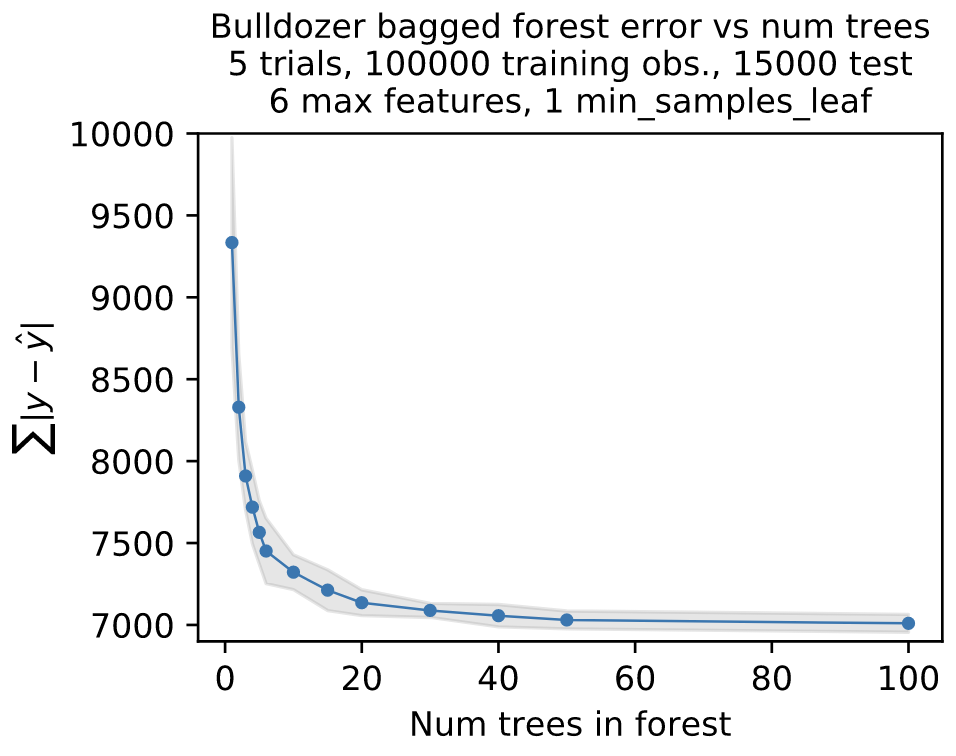 Bulldozer bagged forest error vs num trees
5 trials, 100000 training obs., 15000 test
6 max features, 1 min_samples_leaf
10000
9500
9000
8500
8000
7500
7000
∑|y − ŷ|
0 20 40 60 80 100
Num trees in forest